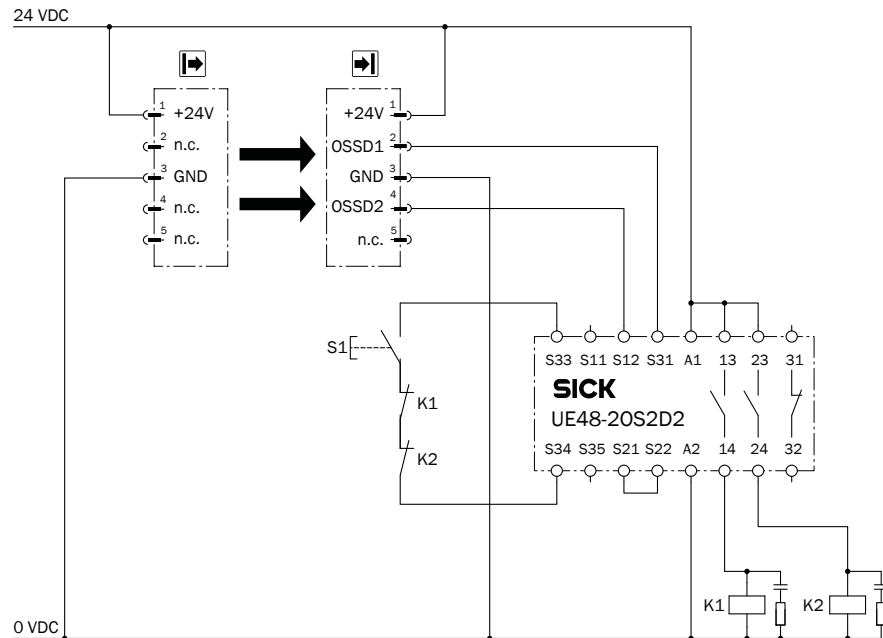 24 VDC
1 +24V
2 n.c.
3 GND
4 n.c.
5 n.c.
+24V 1
OSSD1 2
GND 3
OSSD2 4
n.c. 5
S1
K1
K2
S33 S11 S12 S31 A1 13 23 31
SICK
UE48-20S2D2
S34 S35 S21 S22 A2 14 24 32
K1
K2
0 VDC